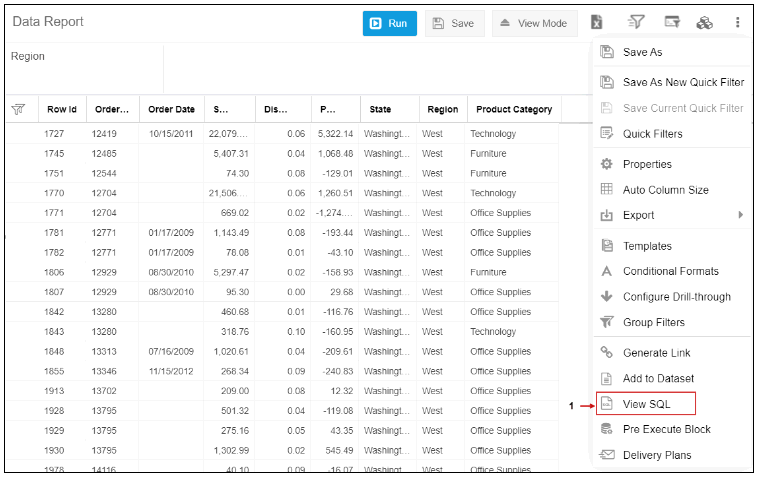 Data Report
Run
Save
View Mode
Region
Row Id Order... Order Date S... Dis... P... State Region Product Category
1727 12419 10/15/2011 22,079.... 0.06 5,322.14 Washingt... West Technology
1745 12485 5,407.31 0.04 1,068.48 Washingt... West Furniture
1751 12544 74.30 0.08 -129.01 Washingt... West Furniture
1770 12704 21,506.... 0.06 1,260.51 Washingt... West Technology
1771 12704 669.02 0.02 -1,274.... Washingt... West Office Supplies
1781 12771 01/17/2009 1,143.49 0.08 -193.44 Washingt... West Office Supplies
1782 12771 01/17/2009 78.08 0.01 -43.10 Washingt... West Office Supplies
1806 12929 08/30/2010 5,297.47 0.02 -158.93 Washingt... West Furniture
1807 12929 08/30/2010 95.30 0.00 29.68 Washingt... West Office Supplies
1842 13280 460.68 0.01 -116.76 Washingt... West Office Supplies
1843 13280 318.76 0.10 -160.95 Washingt... West Technology
1848 13313 07/16/2009 1,020.61 0.04 -209.61 Washingt... West Office Supplies
1855 13346 11/15/2012 268.34 0.09 -240.83 Washingt... West Office Supplies
1913 13702 209.00 0.08 12.32 Washingt... West Office Supplies
1928 13795 501.32 0.04 -119.08 Washingt... West Office Supplies
1929 13795 275.16 0.05 43.35 Washingt... West Office Supplies
1930 13795 1,302.99 0.02 545.49 Washingt... West Office Supplies
1978 14116 40.10 0.09 -16.07 Washingt... West Office Supplies
Save As
Save As New Quick Filter
Save Current Quick Filter
Quick Filters
Properties
Auto Column Size
Export
Templates
Conditional Formats
Configure Drill-through
Group Filters
Generate Link
Add to Dataset
1
View SQL
Pre Execute Block
Delivery Plans